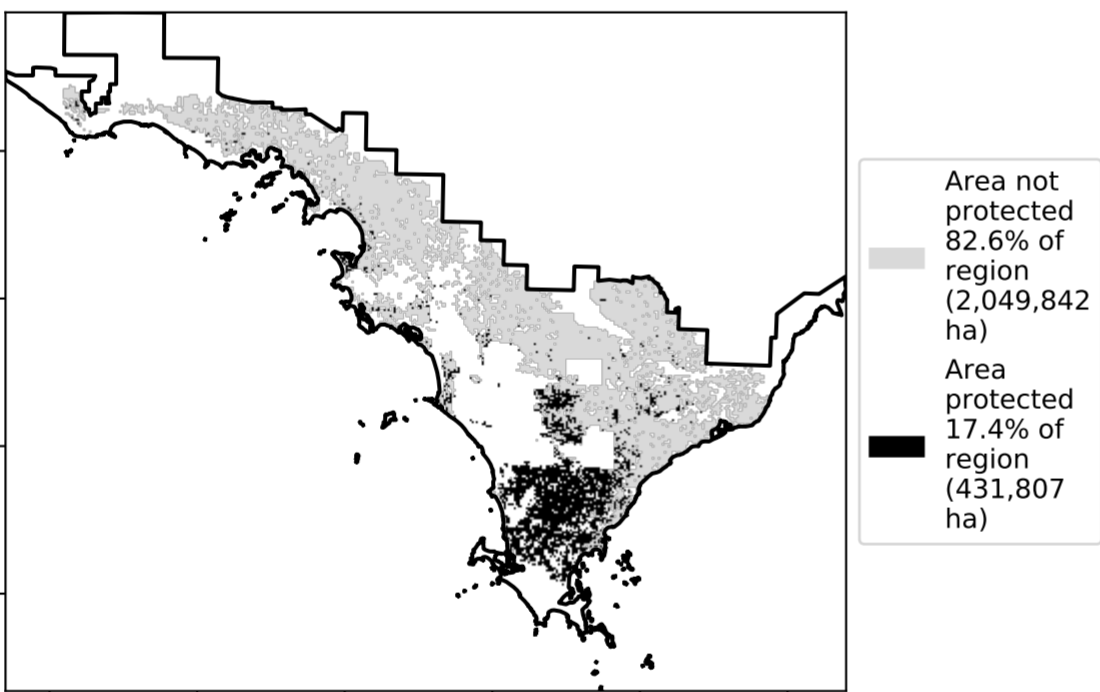 Area not
protected
82.6% of
region
(2,049,842
ha)
Area
protected
17.4% of
region
(431,807
ha)